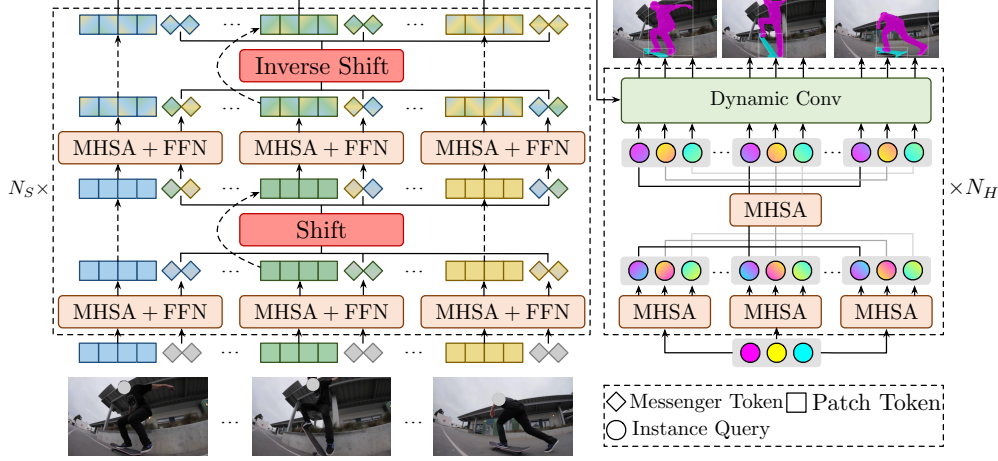 Inverse Shift
Dynamic Conv
MHSA + FFN MHSA + FFN MHSA + FFN
... ...
N_S× ×N_H
MHSA
Shift
MHSA + FFN MHSA + FFN MHSA + FFN
MHSA MHSA MHSA
Messenger Token Patch Token
Instance Query